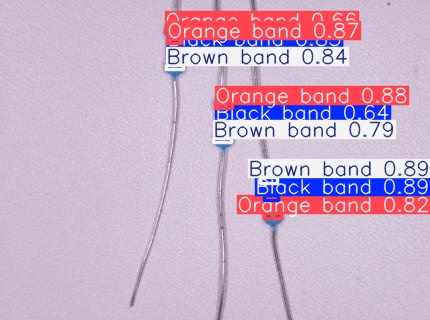 Orange band 0.66
Orange band 0.87
Black band 0.83
Brown band 0.84
Orange band 0.88
Black band 0.64
Brown band 0.79
Brown band 0.89
Black band 0.89
Orange band 0.82